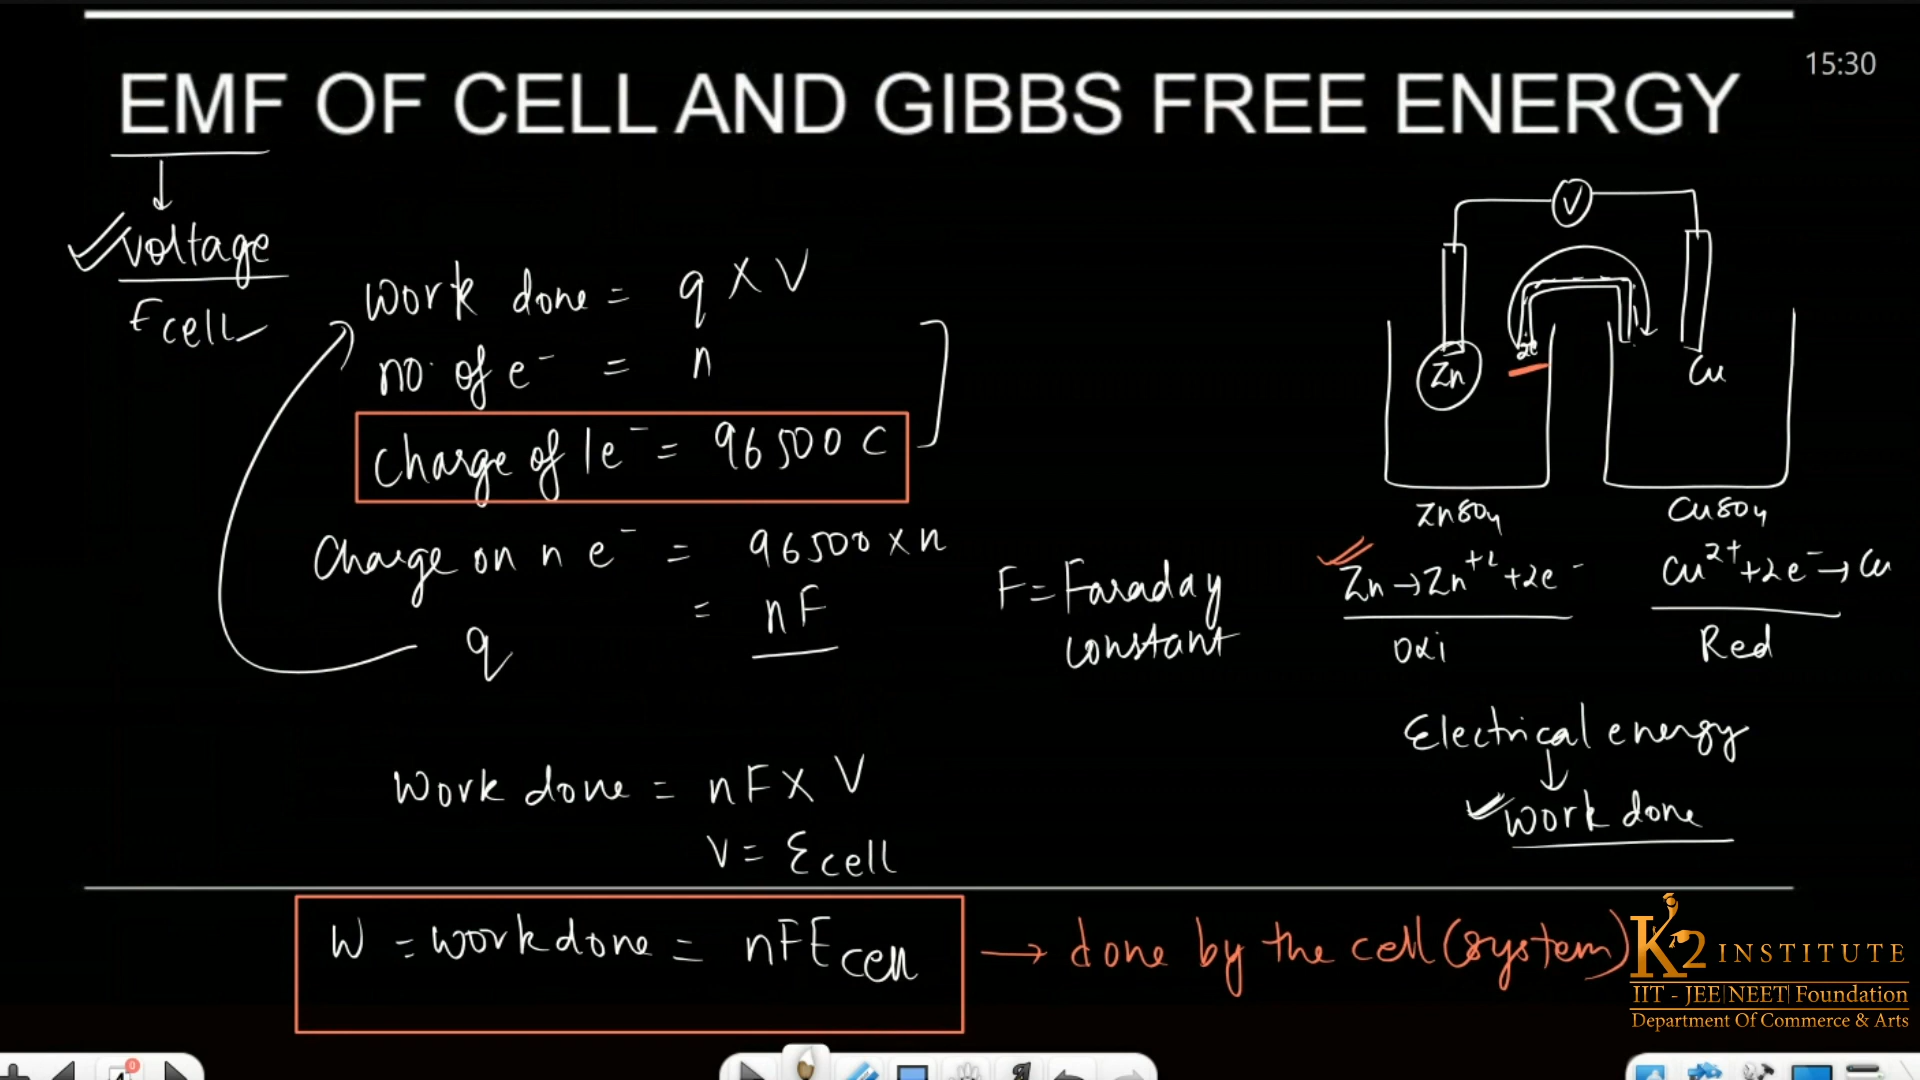 15:30
EMF OF CELL AND GIBBS FREE ENERGY
Voltage
Ecell
Work done = q X V
no. of e⁻ = n
Charge of 1e⁻ = 96500 C
Charge on n e⁻ = 96500 x n
= nF
q
F = Faraday
constant
Work done = nF X V
V = Ecell
W = workdone = nFEcell → done by the cell (system)
V
2e
Zn
Cu
ZnSO4
CuSO4
Zn → Zn⁺² + 2e⁻
Cu²⁺ + 2e⁻ → Cu
Oxi
Red
Electrical energy
↓
Work done
K2 INSTITUTE
IIT - JEE|NEET| Foundation
Department Of Commerce & Arts